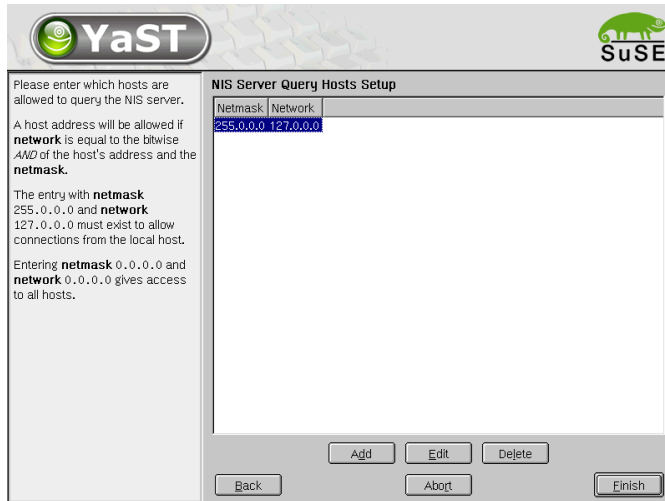 YaST
SuSE
Please enter which hosts are
allowed to query the NIS server.
A host address will be allowed if
network is equal to the bitwise
AND of the host's address and the
netmask.
The entry with netmask
255.0.0.0 and network
127.0.0.0 must exist to allow
connections from the local host.
Entering netmask 0.0.0.0 and
network 0.0.0.0 gives access
to all hosts.
NIS Server Query Hosts Setup
Netmask Network
255.0.0.0 127.0.0.0
Add Edit Delete
Back Abort Finish